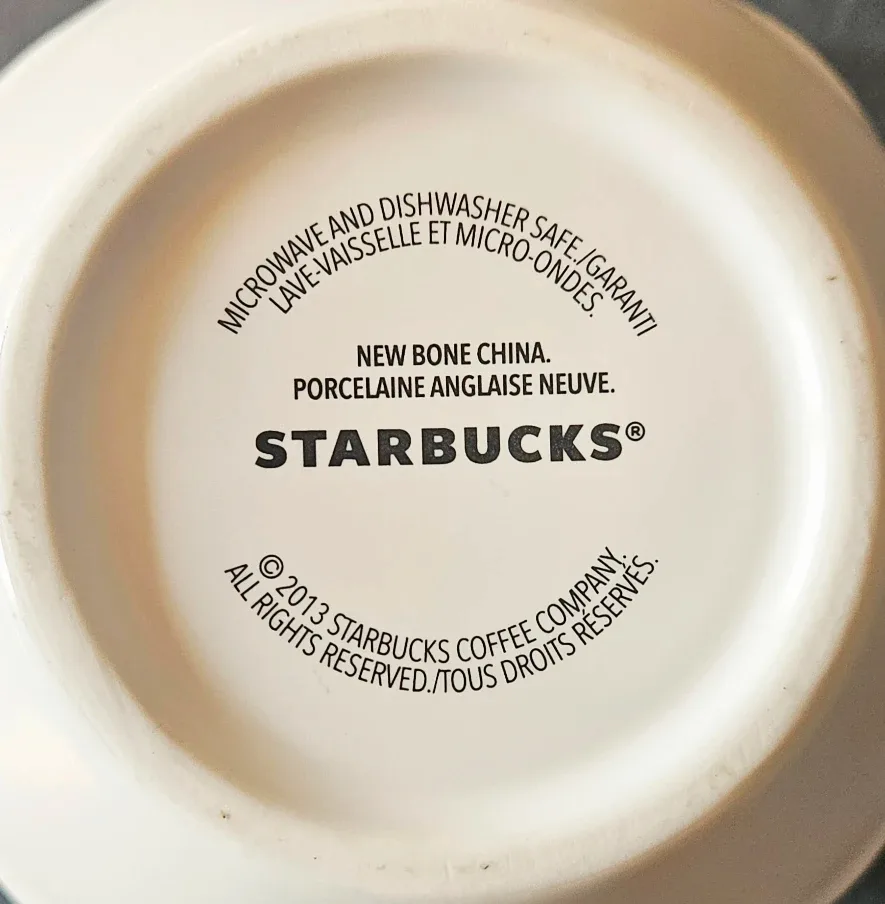 MICROWAVE AND DISHWASHER SAFE./GARANTI
LAVE-VAISSELLE ET MICRO-ONDES.
NEW BONE CHINA.
PORCELAINE ANGLAISE NEUVE.
STARBUCKS®
© 2013 STARBUCKS COFFEE COMPANY.
ALL RIGHTS RESERVED./TOUS DROITS RÉSERVÉS.